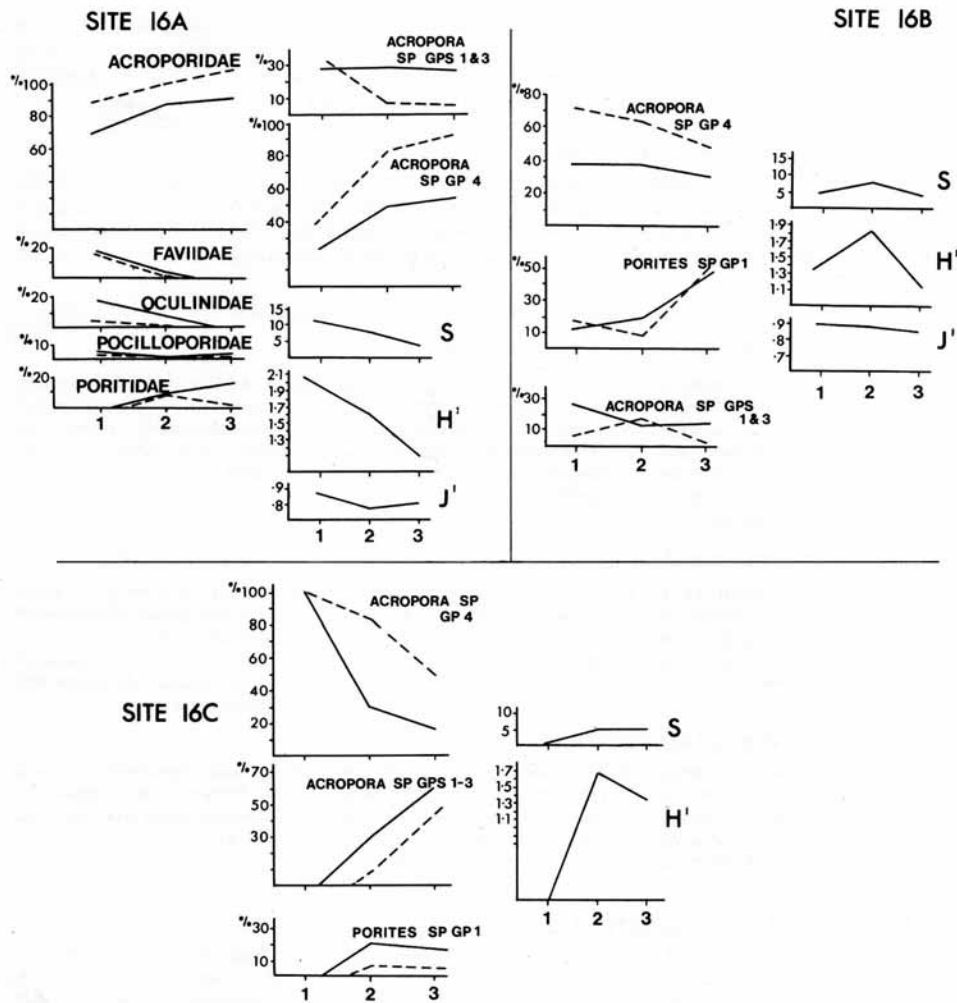 SITE 16A
ACROPORIDAE
%
100
80
60
FAVIIDAE
%
20
OCULINIDAE
%
20
POCILLOPORIDAE
%
10
PORITIDAE
%
20
1 2 3
ACROPORA
SP GPS 1 & 3
%
30
10
%
100
80
60
40
ACROPORA
SP GP 4
S
15
10
5
H'
2·1
1·9
1·7
1·5
1·3
J'
·9
·8
1 2 3
SITE 16B
%
80
60
40
20
ACROPORA
SP GP 4
%
50
30
10
PORITES SP GP 1
%
30
10
ACROPORA SP GPS
1 & 3
1 2 3
S
15
10
5
H'
1·9
1·7
1·5
1·3
1·1
J'
·9
·8
·7
1 2 3
SITE 16C
%
100
80
60
40
20
ACROPORA SP
GP 4
%
70
50
30
ACROPORA SP GPS 1-3
%
30
10
PORITES SP GP 1
1 2 3
S
10
5
H'
1·7
1·5
1·3
1·1
1 2 3